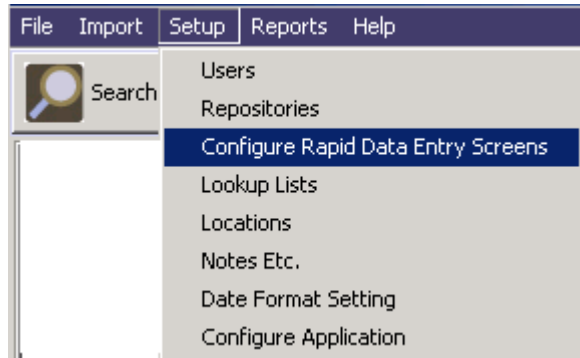 File Import Setup Reports Help
Search
Users
Repositories
Configure Rapid Data Entry Screens
Lookup Lists
Locations
Notes Etc.
Date Format Setting
Configure Application